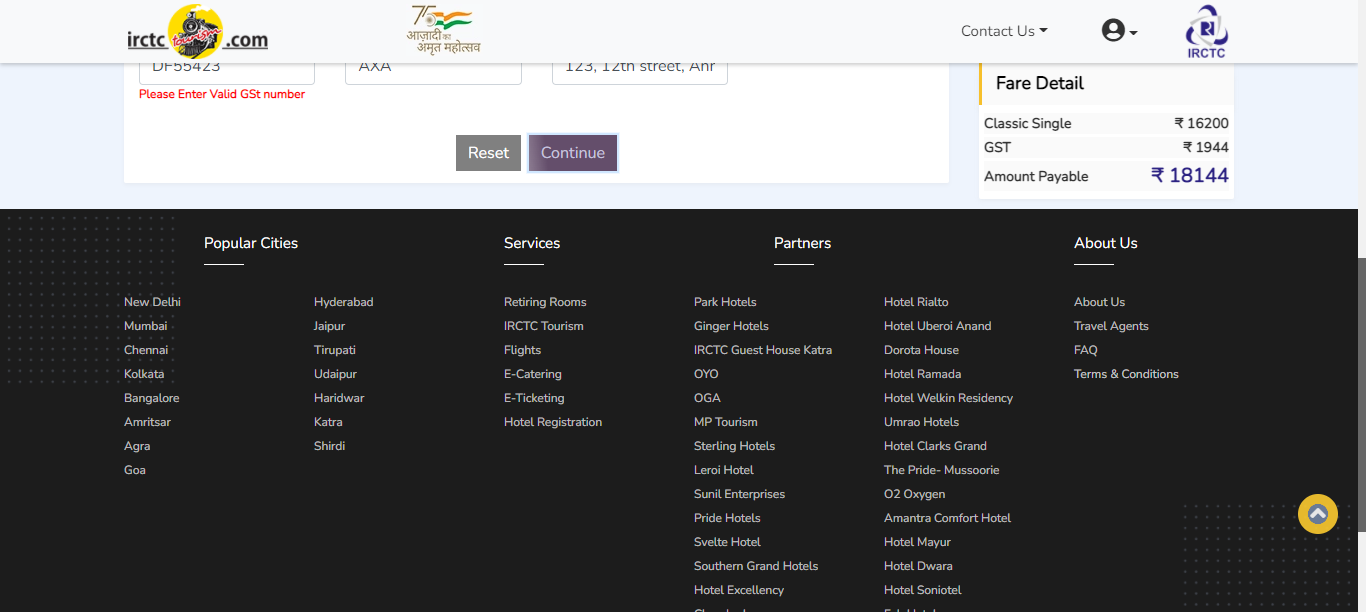 irctc tourism .com
75
आज़ादी का
अमृत महोत्सव
Contact Us
IRCTC
DF55423
AXA
123, 12th street, Anr
Please Enter Valid GSt number
Reset
Continue
Fare Detail
Classic Single ₹ 16200
GST ₹ 1944
Amount Payable ₹ 18144
Popular Cities
New Delhi
Mumbai
Chennai
Kolkata
Bangalore
Amritsar
Agra
Goa
Hyderabad
Jaipur
Tirupati
Udaipur
Haridwar
Katra
Shirdi
Services
Retiring Rooms
IRCTC Tourism
Flights
E-Catering
E-Ticketing
Hotel Registration
Partners
Park Hotels
Ginger Hotels
IRCTC Guest House Katra
OYO
OGA
MP Tourism
Sterling Hotels
Leroi Hotel
Sunil Enterprises
Pride Hotels
Svelte Hotel
Southern Grand Hotels
Hotel Excellency
Hotel Rialto
Hotel Uberoi Anand
Dorota House
Hotel Ramada
Hotel Welkin Residency
Umrao Hotels
Hotel Clarks Grand
The Pride- Mussoorie
O2 Oxygen
Amantra Comfort Hotel
Hotel Mayur
Hotel Dwara
Hotel Soniotel
About Us
About Us
Travel Agents
FAQ
Terms & Conditions